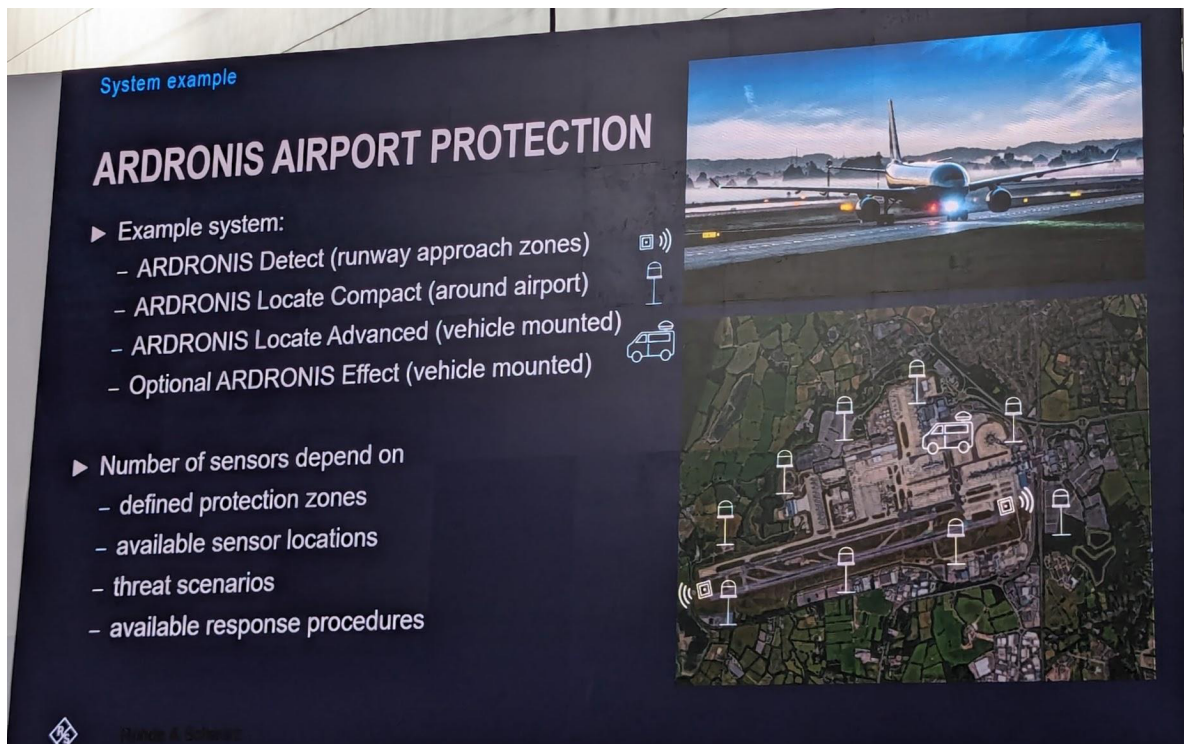 System example
ARDRONIS AIRPORT PROTECTION
▶ Example system:
– ARDRONIS Detect (runway approach zones)
– ARDRONIS Locate Compact (around airport)
– ARDRONIS Locate Advanced (vehicle mounted)
– Optional ARDRONIS Effect (vehicle mounted)
▶ Number of sensors depend on
– defined protection zones
– available sensor locations
– threat scenarios
– available response procedures
R&S
Rohde & Schwarz